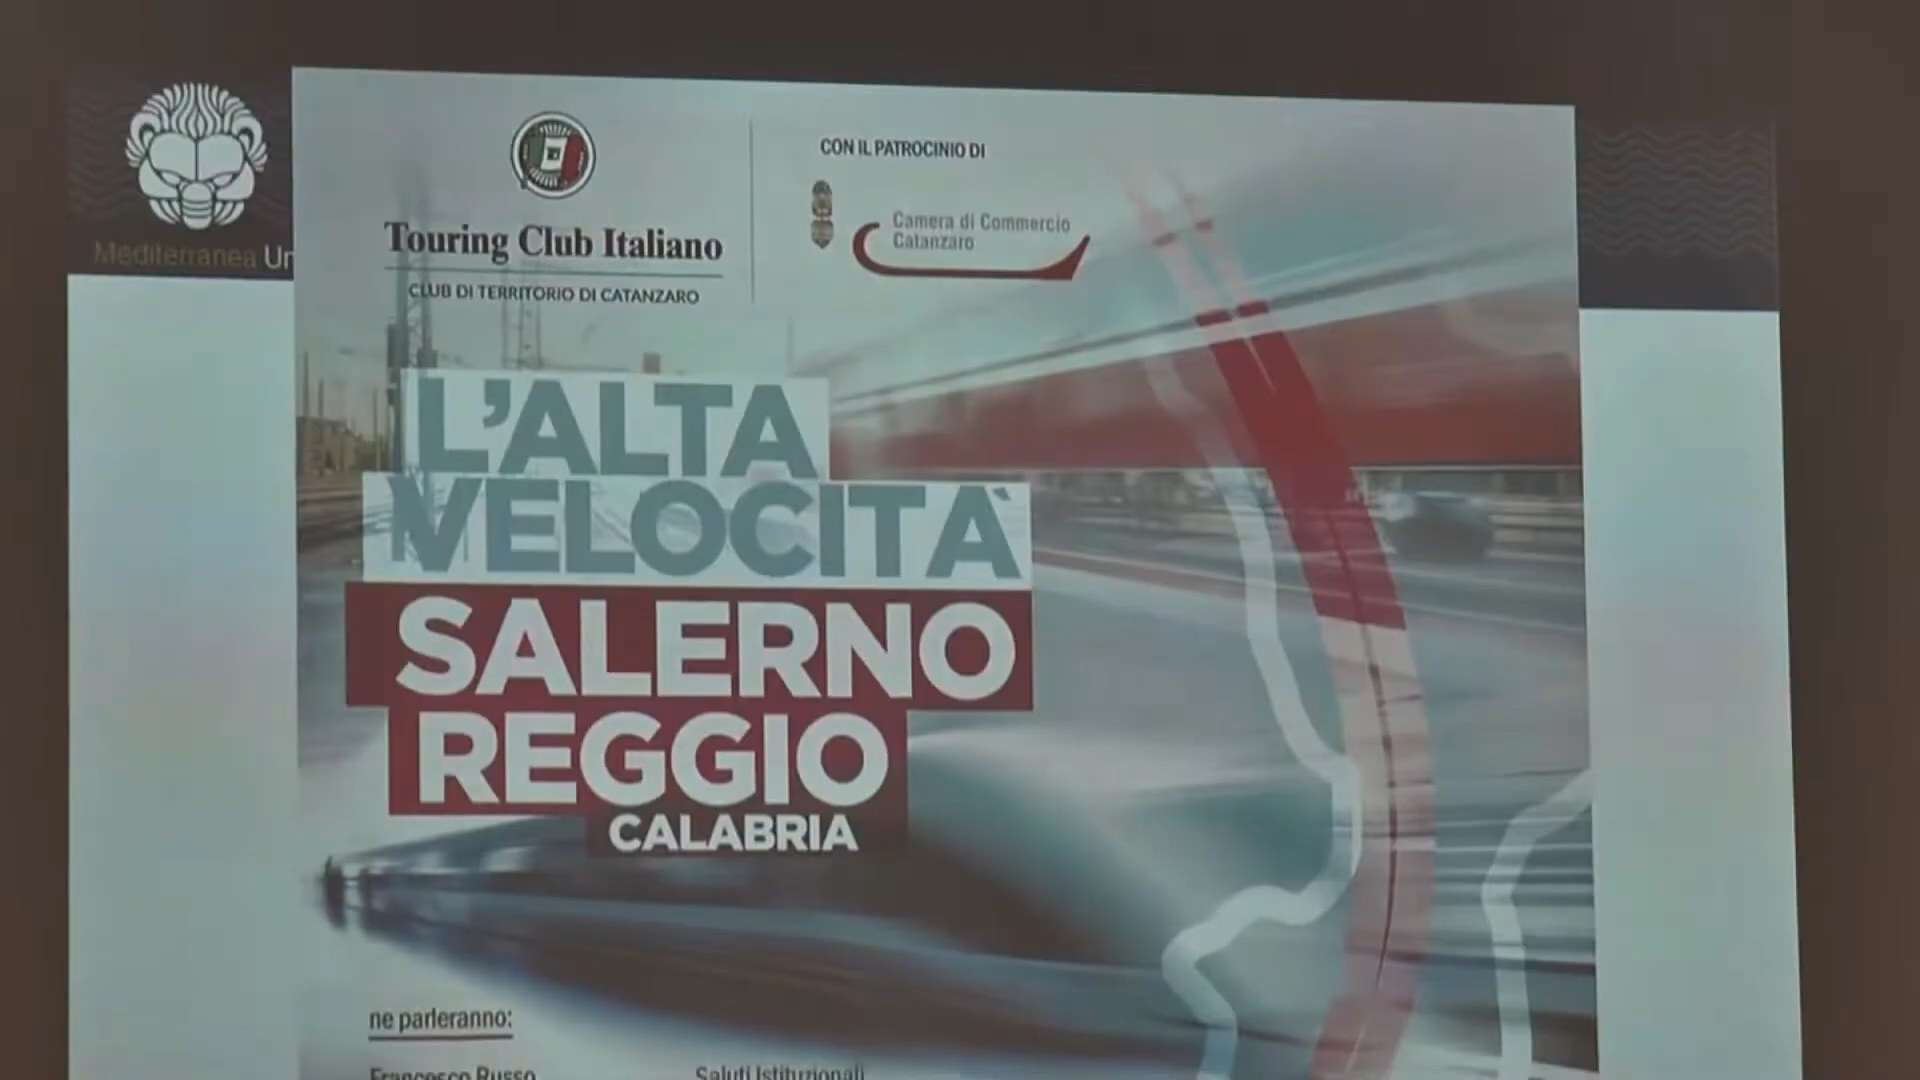 Mediterranea Un
Touring Club Italiano
CLUB DI TERRITORIO DI CATANZARO
CON IL PATROCINIO DI
Camera di Commercio
Catanzaro
L'ALTA
VELOCITÀ
SALERNO
REGGIO
CALABRIA
ne parleranno:
Francesco Russo
Saluti Istituzionali